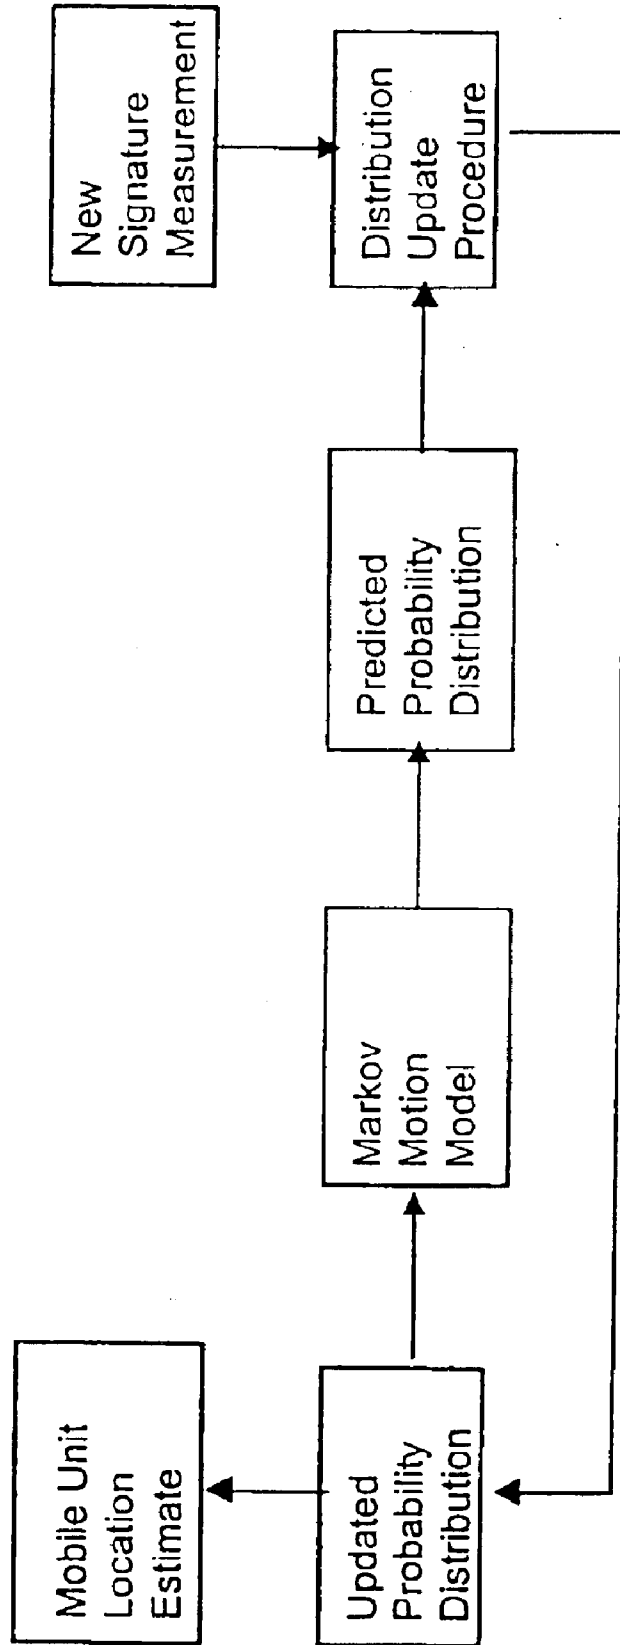 Mobile Unit
Location
Estimate
New
Signature
Measurement
Updated
Probability
Distribution
Markov
Motion
Model
Predicted
Probability
Distribution
Distribution
Update
Procedure